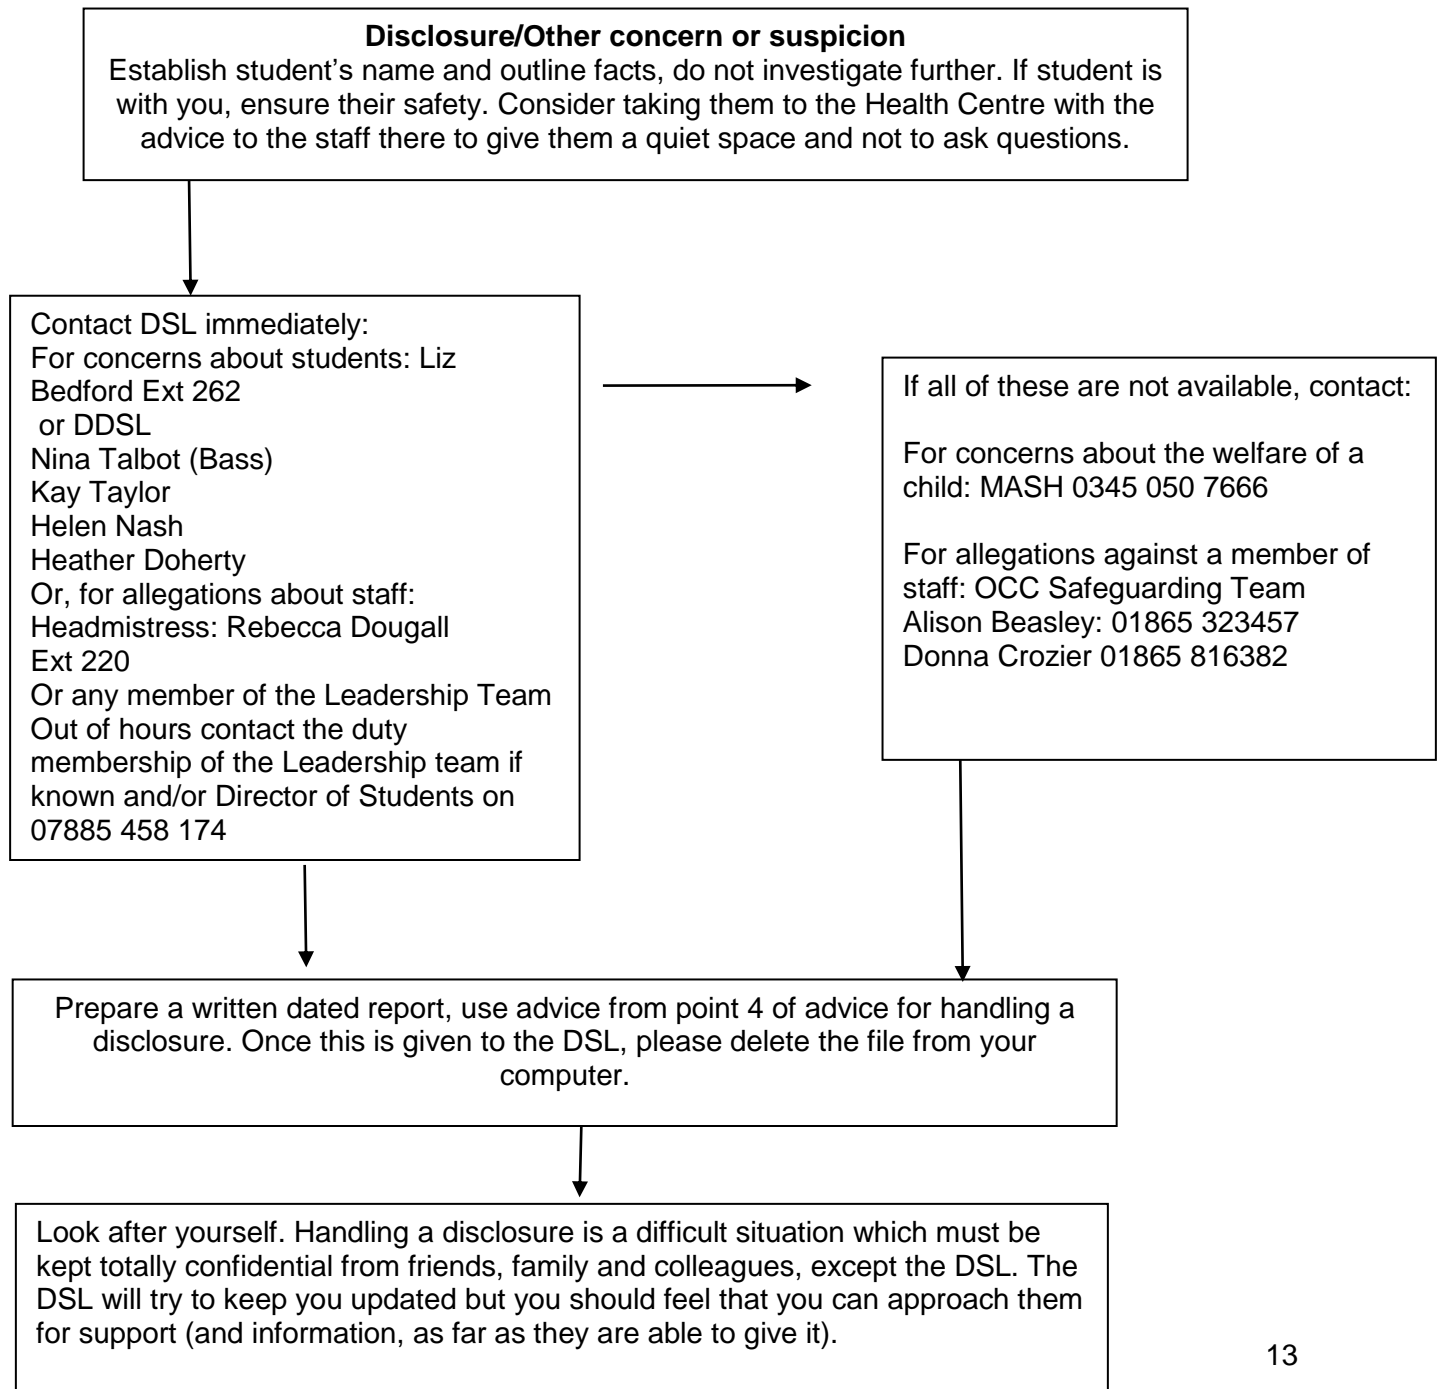 Disclosure/Other concern or suspicion
Establish student’s name and outline facts, do not investigate further. If student is
with you, ensure their safety. Consider taking them to the Health Centre with the
advice to the staff there to give them a quiet space and not to ask questions.
Contact DSL immediately:
For concerns about students: Liz
Bedford Ext 262
or DDSL
Nina Talbot (Bass)
Kay Taylor
Helen Nash
Heather Doherty
Or, for allegations about staff:
Headmistress: Rebecca Dougall
Ext 220
Or any member of the Leadership Team
Out of hours contact the duty
membership of the Leadership team if
known and/or Director of Students on
07885 458 174
If all of these are not available, contact:
For concerns about the welfare of a
child: MASH 0345 050 7666
For allegations against a member of
staff: OCC Safeguarding Team
Alison Beasley: 01865 323457
Donna Crozier 01865 816382
Prepare a written dated report, use advice from point 4 of advice for handling a
disclosure. Once this is given to the DSL, please delete the file from your
computer.
Look after yourself. Handling a disclosure is a difficult situation which must be
kept totally confidential from friends, family and colleagues, except the DSL. The
DSL will try to keep you updated but you should feel that you can approach them
for support (and information, as far as they are able to give it).
13